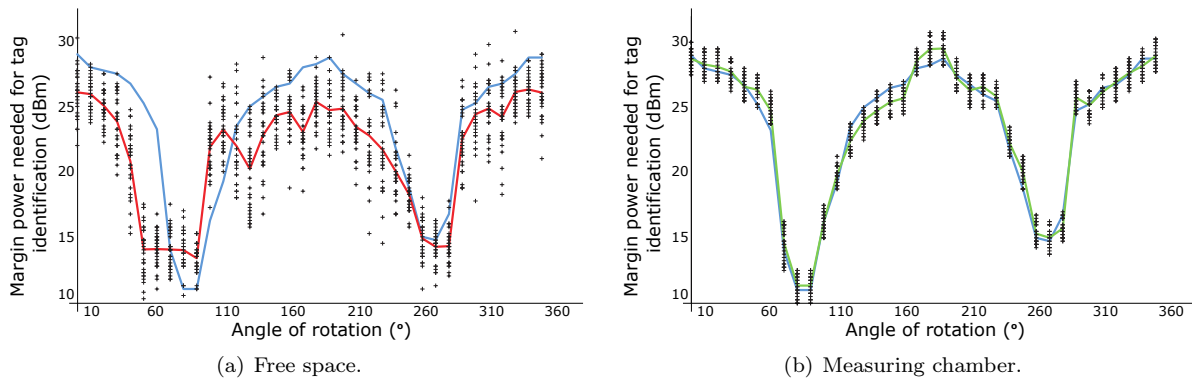 Margin power needed for tag
identification (dBm)
30
25
20
15
10
10 60 110 160 210 260 310 360
Angle of rotation (°)
(a) Free space.
Margin power needed for tag
identification (dBm)
30
25
20
15
10
10 60 110 160 210 260 310 360
Angle of rotation (°)
(b) Measuring chamber.